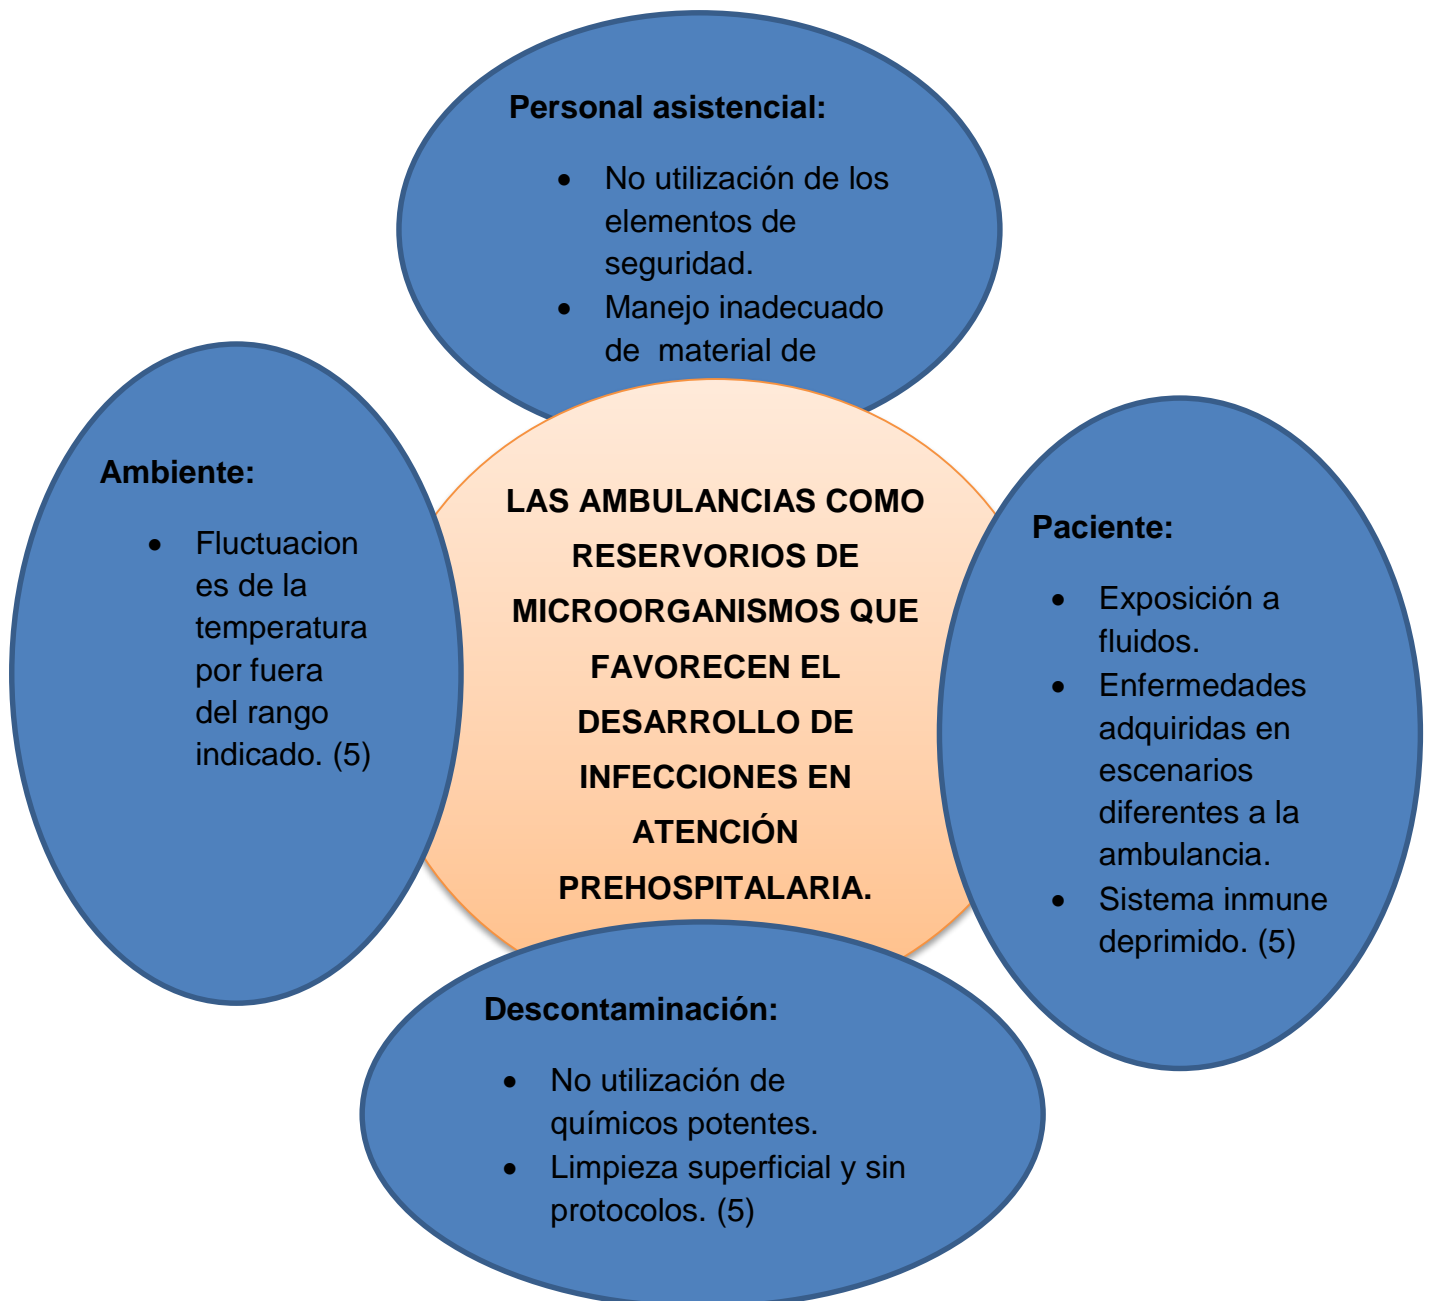 Personal asistencial:
• No utilización de los
elementos de
seguridad.
• Manejo inadecuado
de material de
Ambiente:
• Fluctuacion
es de la
temperatura
por fuera
del rango
indicado. (5)
LAS AMBULANCIAS COMO
RESERVORIOS DE
MICROORGANISMOS QUE
FAVORECEN EL
DESARROLLO DE
INFECCIONES EN
ATENCIÓN
PREHOSPITALARIA.
Paciente:
• Exposición a
fluidos.
• Enfermedades
adquiridas en
escenarios
diferentes a la
ambulancia.
• Sistema inmune
deprimido. (5)
Descontaminación:
• No utilización de
químicos potentes.
• Limpieza superficial y sin
protocolos. (5)